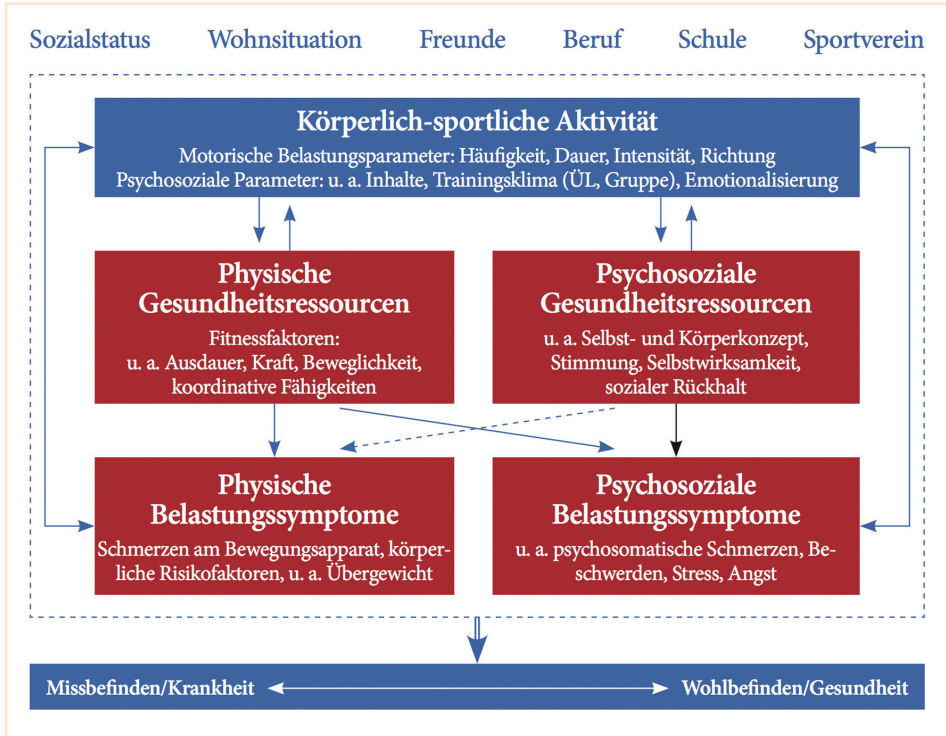 Sozialstatus Wohnsituation Freunde Beruf Schule Sportverein
Körperlich-sportliche Aktivität
Motorische Belastungsparameter: Häufigkeit, Dauer, Intensität, Richtung
Psychosoziale Parameter: u. a. Inhalte, Trainingsklima (ÜL, Gruppe), Emotionalisierung
Physische
Gesundheitsressourcen
Fitnessfaktoren:
u. a. Ausdauer, Kraft, Beweglichkeit,
koordinative Fähigkeiten
Psychosoziale
Gesundheitsressourcen
u. a. Selbst- und Körperkonzept,
Stimmung, Selbstwirksamkeit,
sozialer Rückhalt
Physische
Belastungssymptome
Schmerzen am Bewegungsapparat, körper-
liche Risikofaktoren, u. a. Übergewicht
Psychosoziale
Belastungssymptome
u. a. psychosomatische Schmerzen, Be-
schwerden, Stress, Angst
Missbefinden/Krankheit Wohlbefinden/Gesundheit